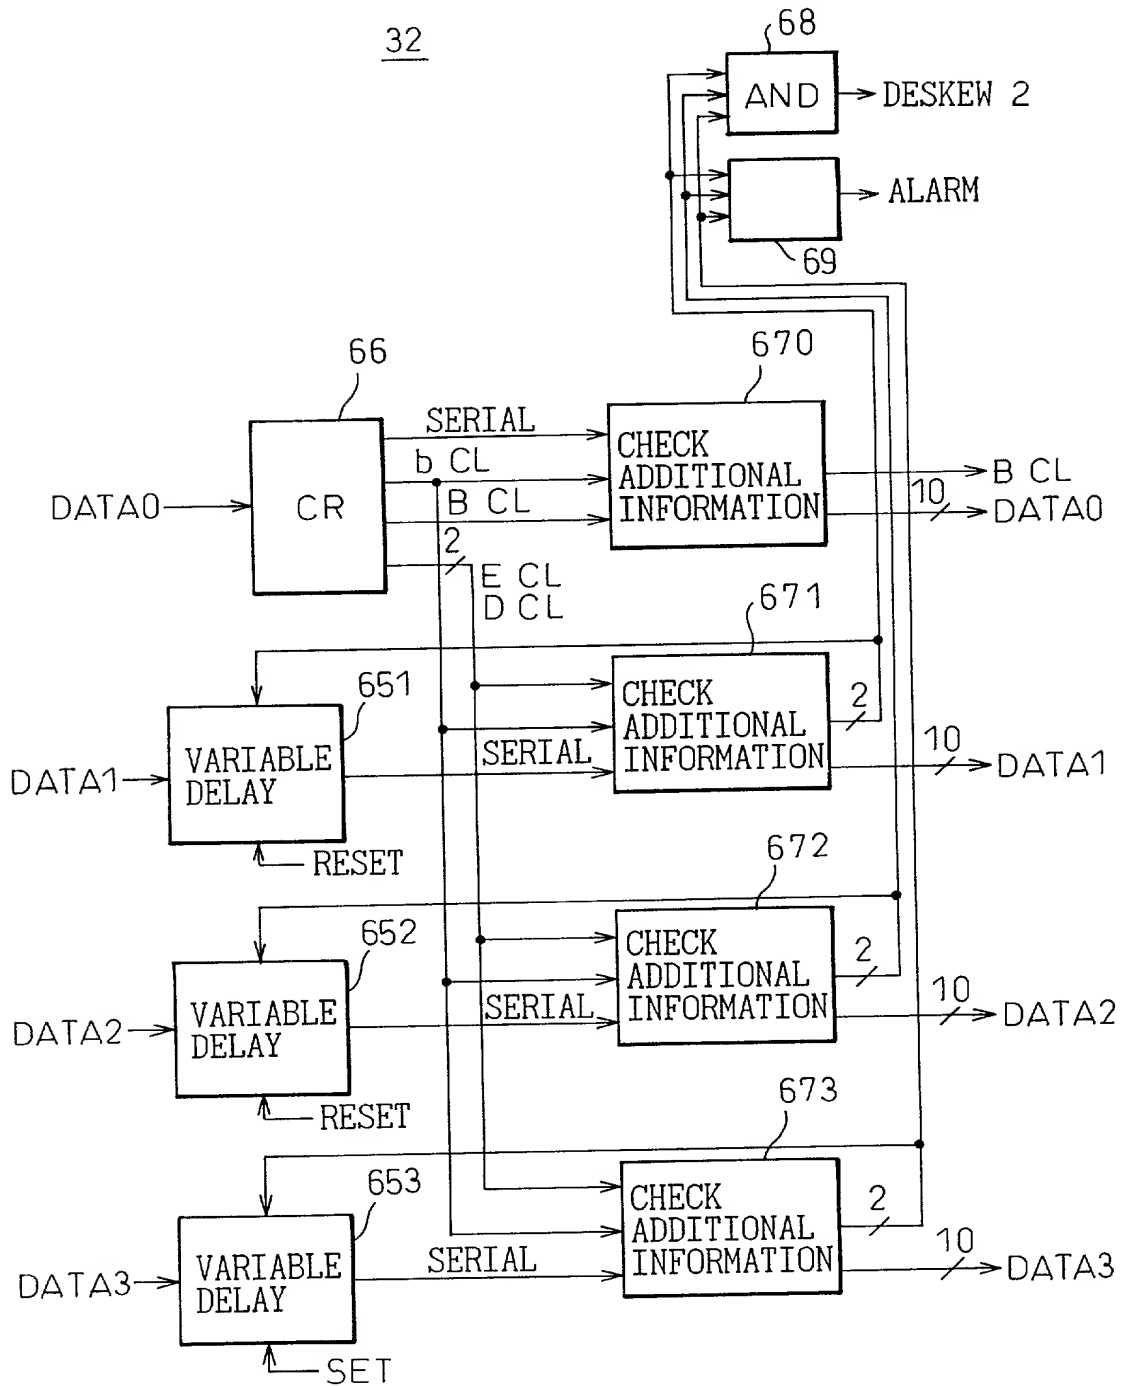 32
68
AND
DESKEW 2
ALARM
69
66
670
SERIAL
CHECK
ADDITIONAL
INFORMATION
b CL
B CL
DATA0
CR
B CL
10
DATA0
2
E CL
D CL
671
651
CHECK
ADDITIONAL
INFORMATION
2
VARIABLE
DELAY
SERIAL
10
DATA1
DATA1
RESET
672
652
CHECK
ADDITIONAL
INFORMATION
2
VARIABLE
DELAY
SERIAL
10
DATA2
DATA2
RESET
673
653
CHECK
ADDITIONAL
INFORMATION
2
VARIABLE
DELAY
SERIAL
10
DATA3
DATA3
SET